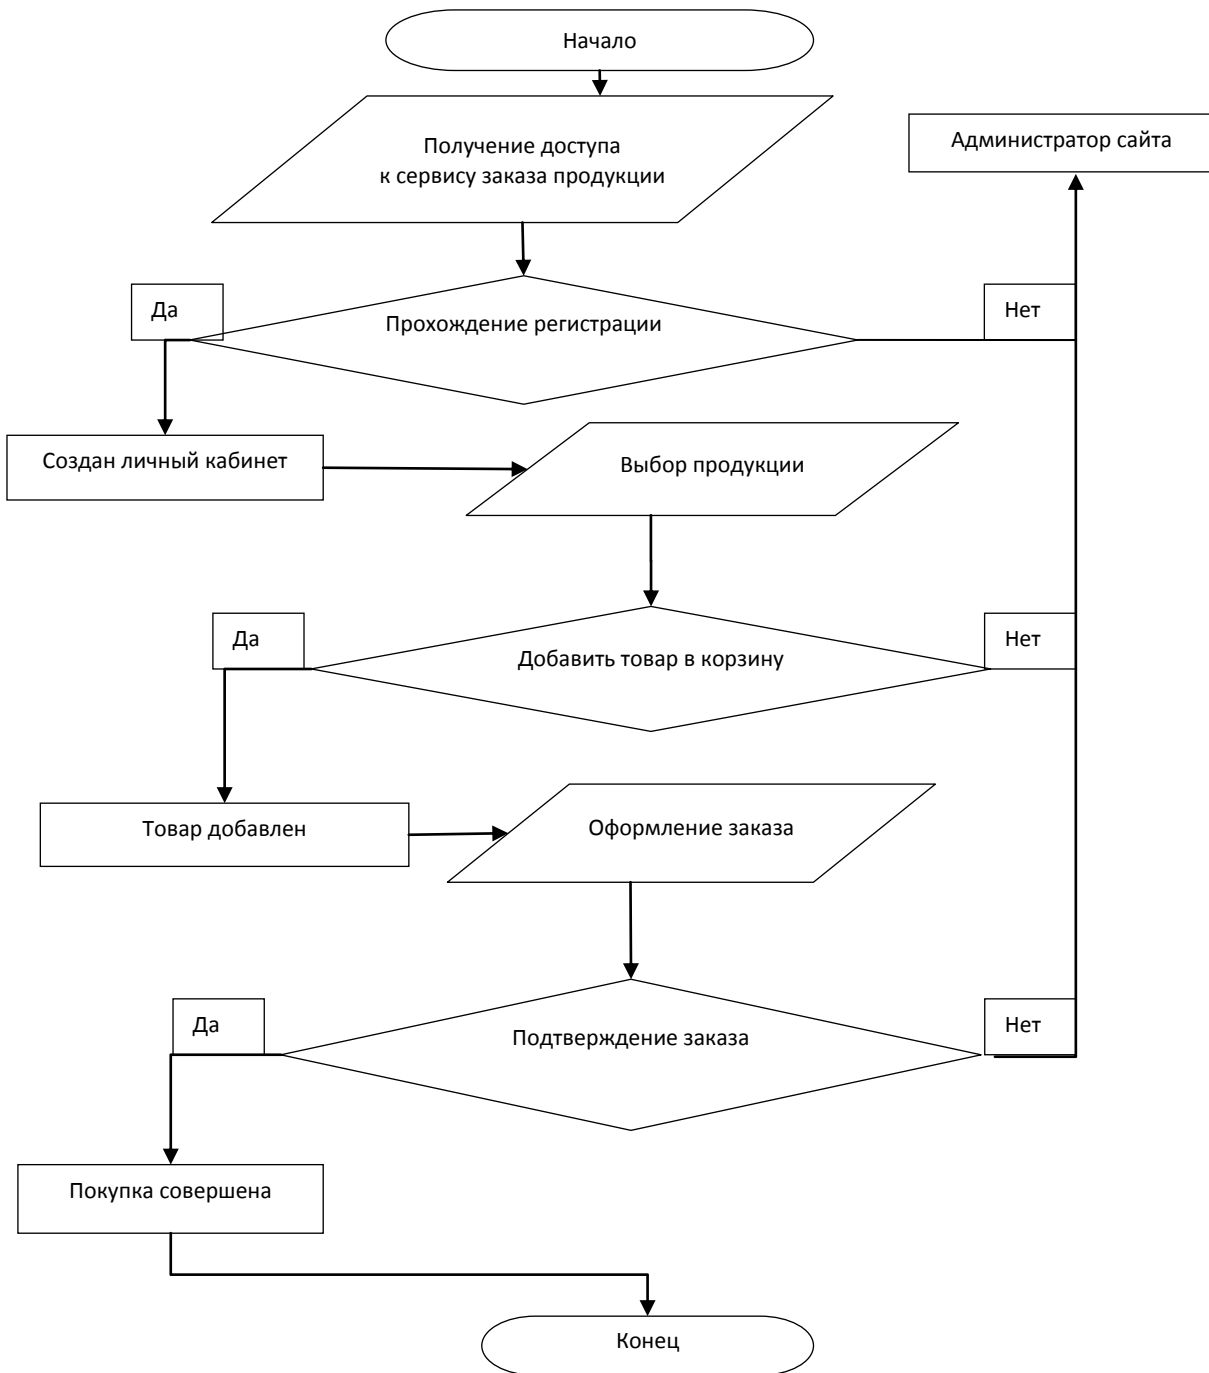 Начало
Получение доступа
к сервису заказа продукции
Администратор сайта
Да
Прохождение регистрации
Нет
Создан личный кабинет
Выбор продукции
Да
Добавить товар в корзину
Нет
Товар добавлен
Оформление заказа
Да
Подтверждение заказа
Нет
Покупка совершена
Конец